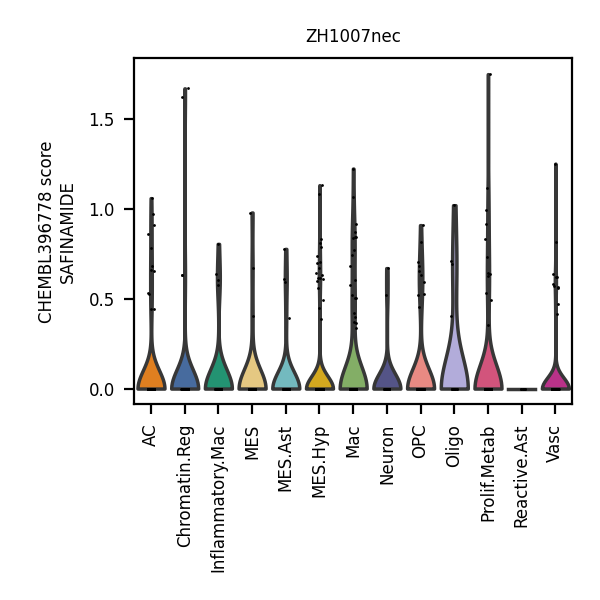 ZH1007nec
CHEMBL396778 score
SAFINAMIDE
1.5
1.0
0.5
0.0
AC
Chromatin.Reg
Inflammatory.Mac
MES
MES.Ast
MES.Hyp
Mac
Neuron
OPC
Oligo
Prolif.Metab
Reactive.Ast
Vasc